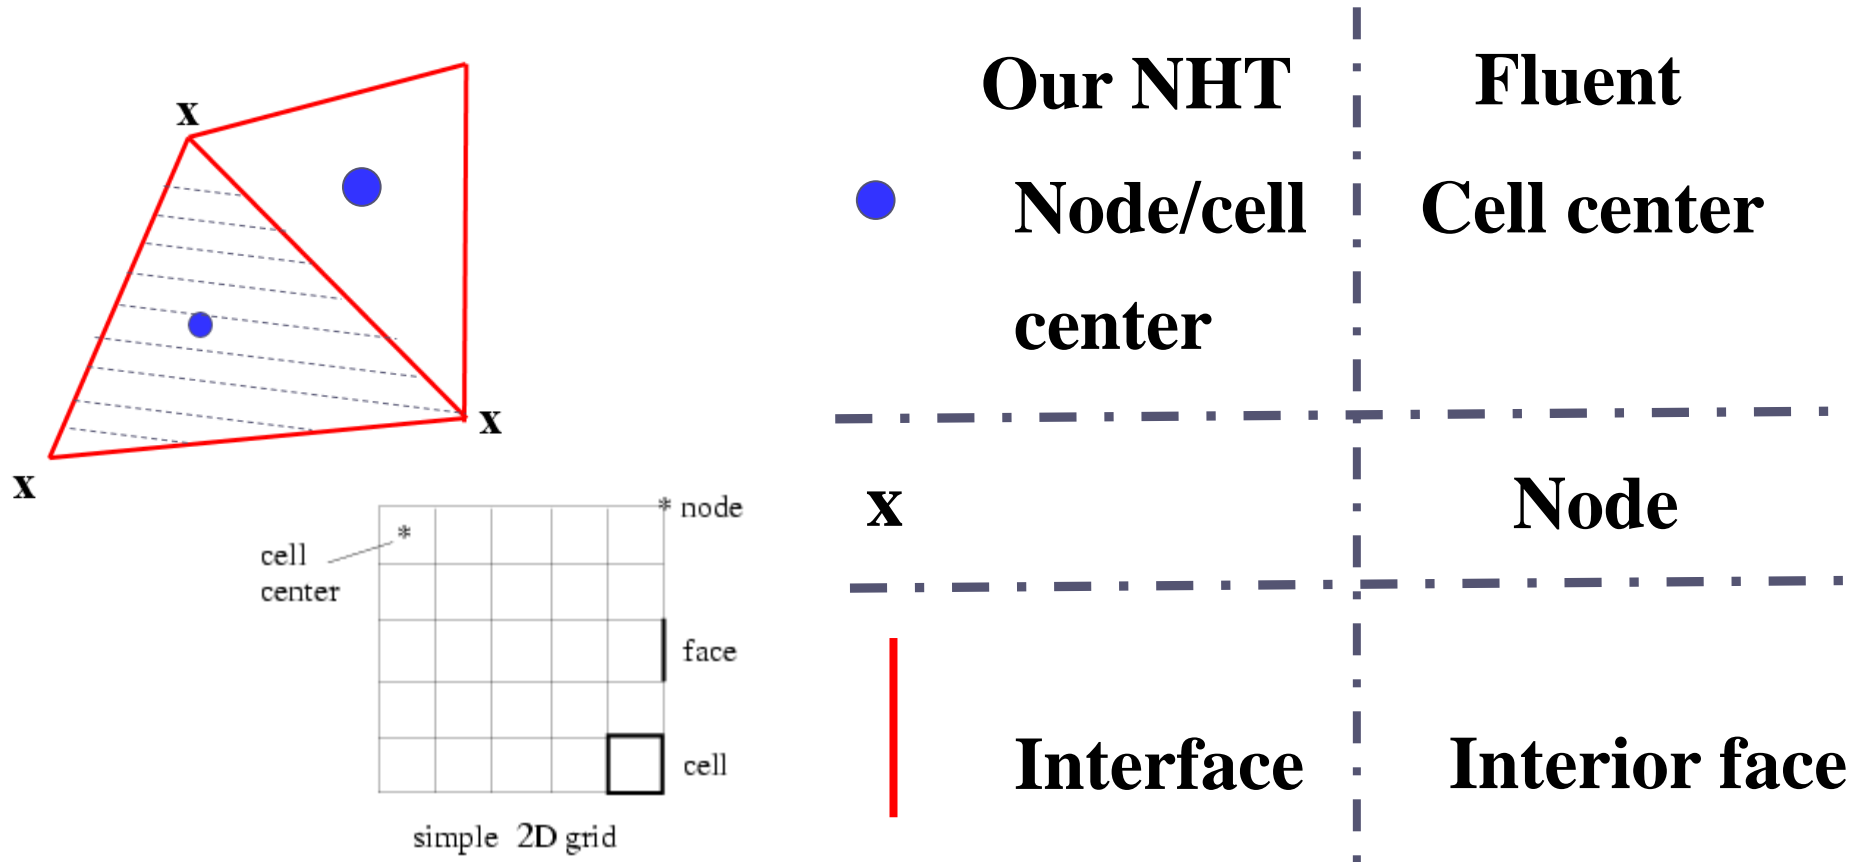 x
x
x
* node
*
cell
center
face
cell
simple 2D grid
Our NHT
Fluent
Node/cell
center
Cell center
x
Node
Interface
Interior face